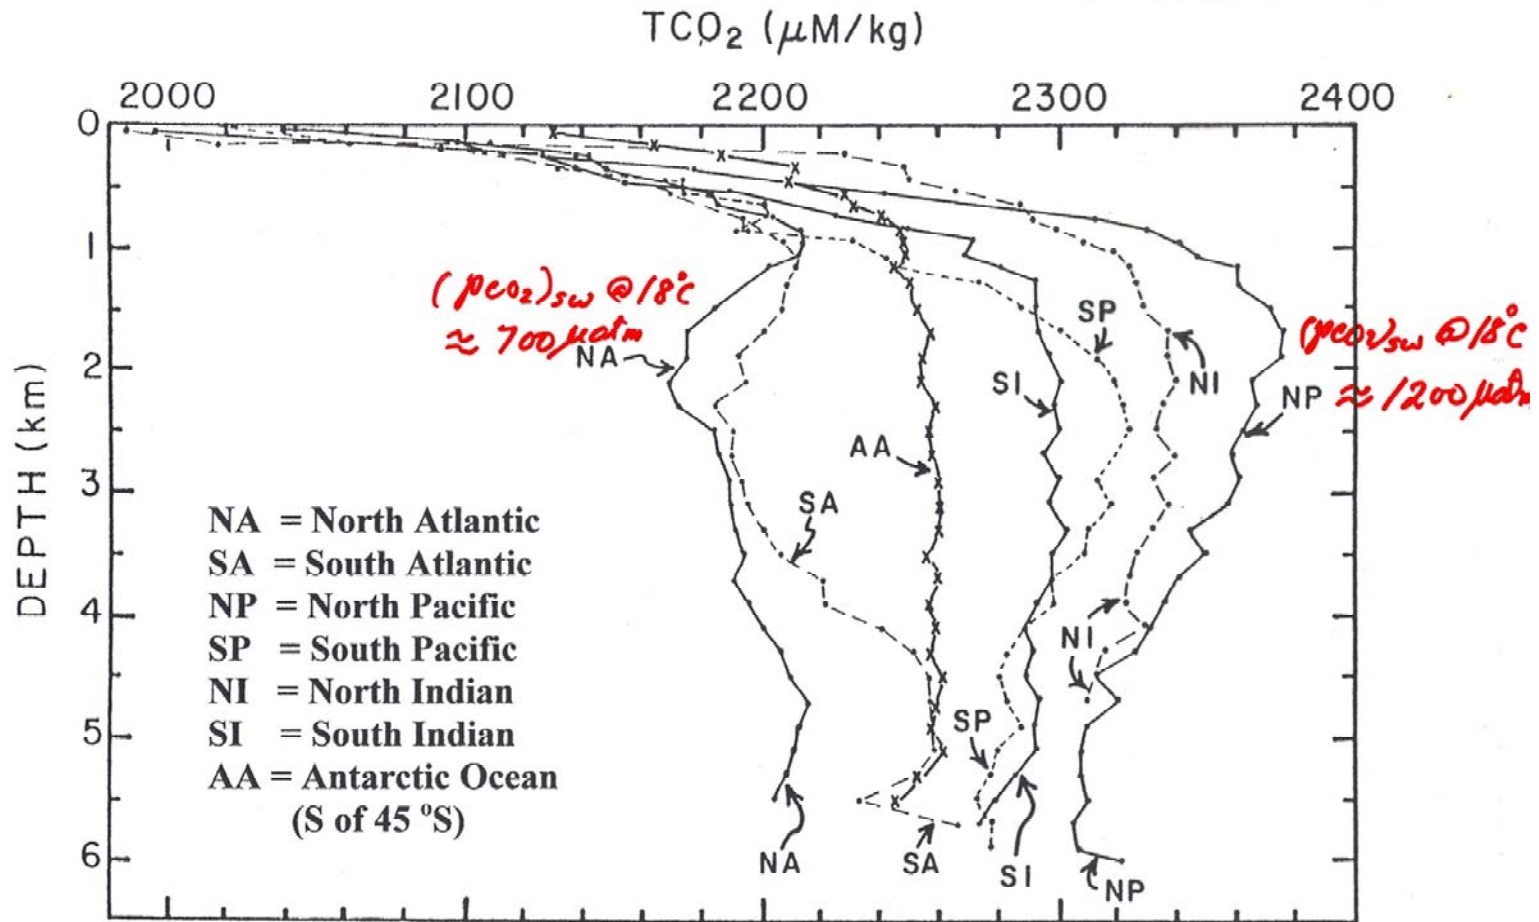 TCO₂ (μM/kg)
2000 2100 2200 2300 2400
DEPTH (km)
0
1
2
3
4
5
6
(pCO₂)sw @ 18°C
≈ 700 μatm
NA
SP
NI
(pCO₂)sw @ 18°C
≈ 1200 μatm
SI
NP
AA
SA
NA = North Atlantic
SA = South Atlantic
NP = North Pacific
SP = South Pacific
NI = North Indian
SI = South Indian
AA = Antarctic Ocean
(S of 45 °S)
NI
SP
NA
SA
SI
NP